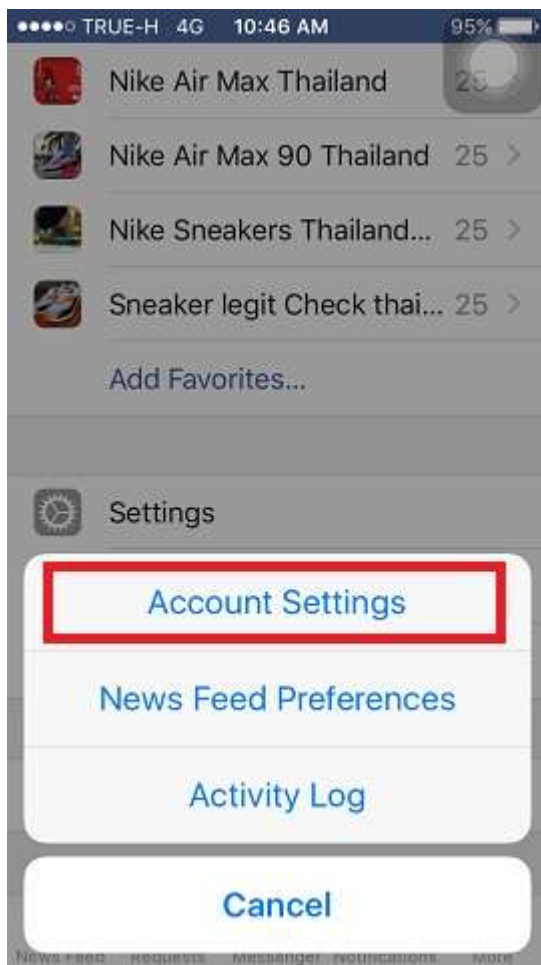 TRUE-H 4G 10:46 AM 95%
Nike Air Max Thailand 25
Nike Air Max 90 Thailand 25
Nike Sneakers Thailand... 25
Sneaker legit Check thai... 25
Add Favorites...
Settings
Account Settings
News Feed Preferences
Activity Log
Cancel
News Feed Requests Messenger Notifications More